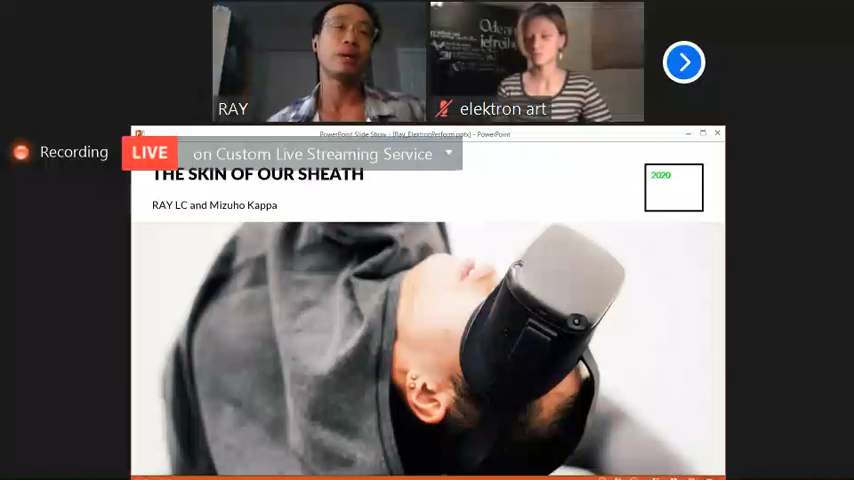 RAY
elektron art
PowerPoint Slide Show - [Ray_ElektronPerform.pptx] - PowerPoint
Recording
LIVE
on Custom Live Streaming Service
THE SKIN OF OUR SHEATH
2020
RAY LC and Mizuho Kappa